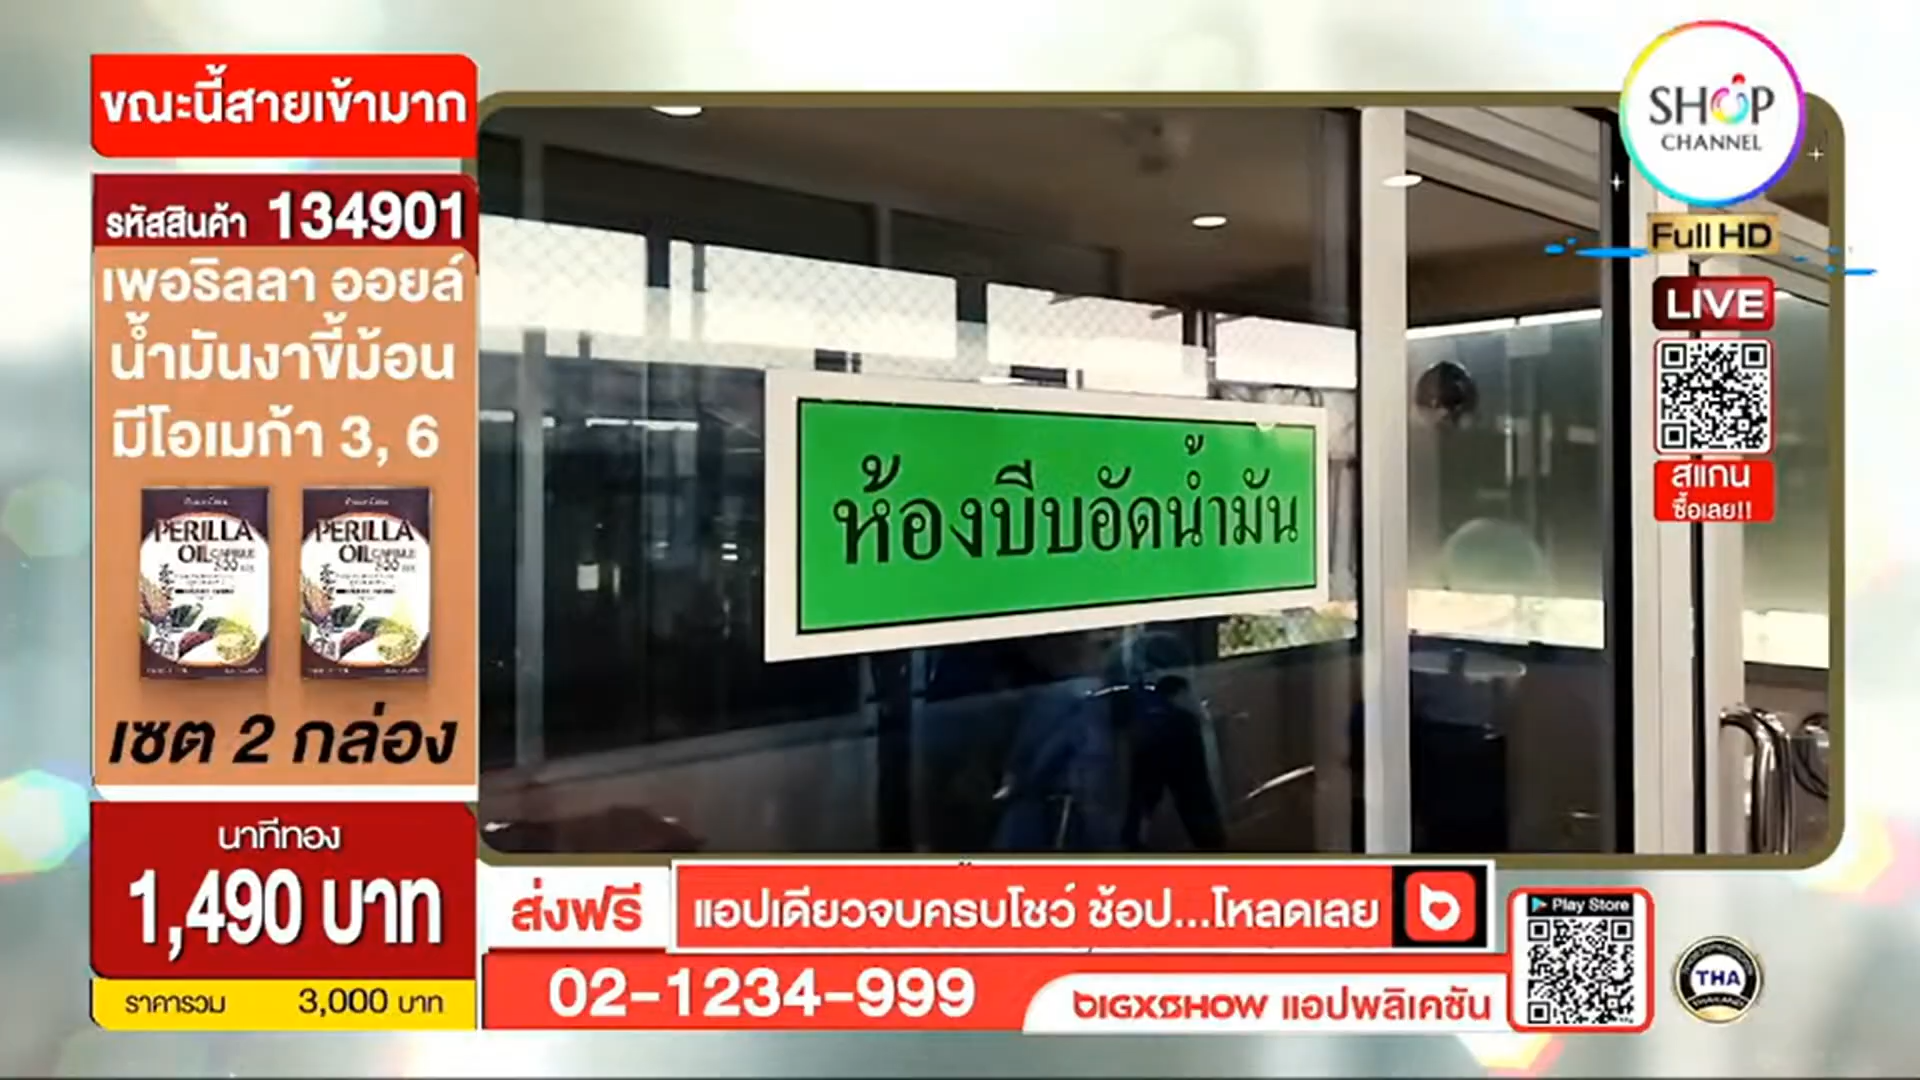 ขณะนี้สายเข้ามาก
รหัสสินค้า 134901
เพอริลลา ออยล์
น้ำมันงาขี้ม้อน
มีโอเมก้า 3, 6
PERILLA
OIL
PERILLA
OIL
เซต 2 กล่อง
นาทีทอง
1,490 บาท
ราคารวม 3,000 บาท
ห้องบีบอัดน้ำมัน
SHOP
CHANNEL
Full HD
LIVE
สแกน
ซื้อเลย!!
ส่งฟรี
แอปเดียวจบครบโชว์ ช้อป...โหลดเลย
02-1234-999
BIGXSHOW แอปพลิเคชัน
Play Store
THA
THAILAND